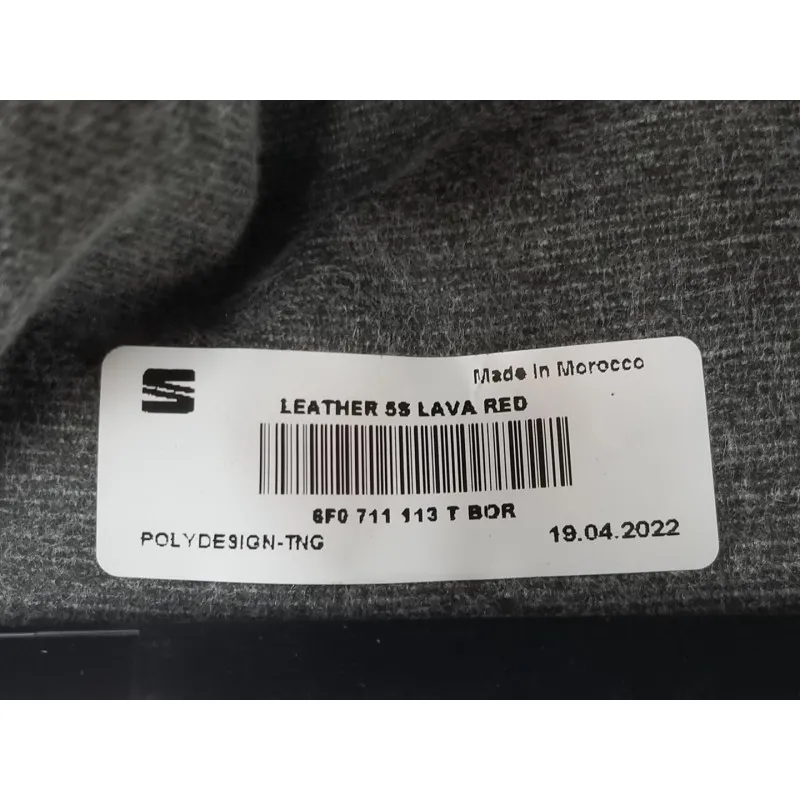 Made In Morocco
LEATHER 5S LAVA RED
6F0 711 113 T BOR
POLYDESIGN-TNG
19.04.2022